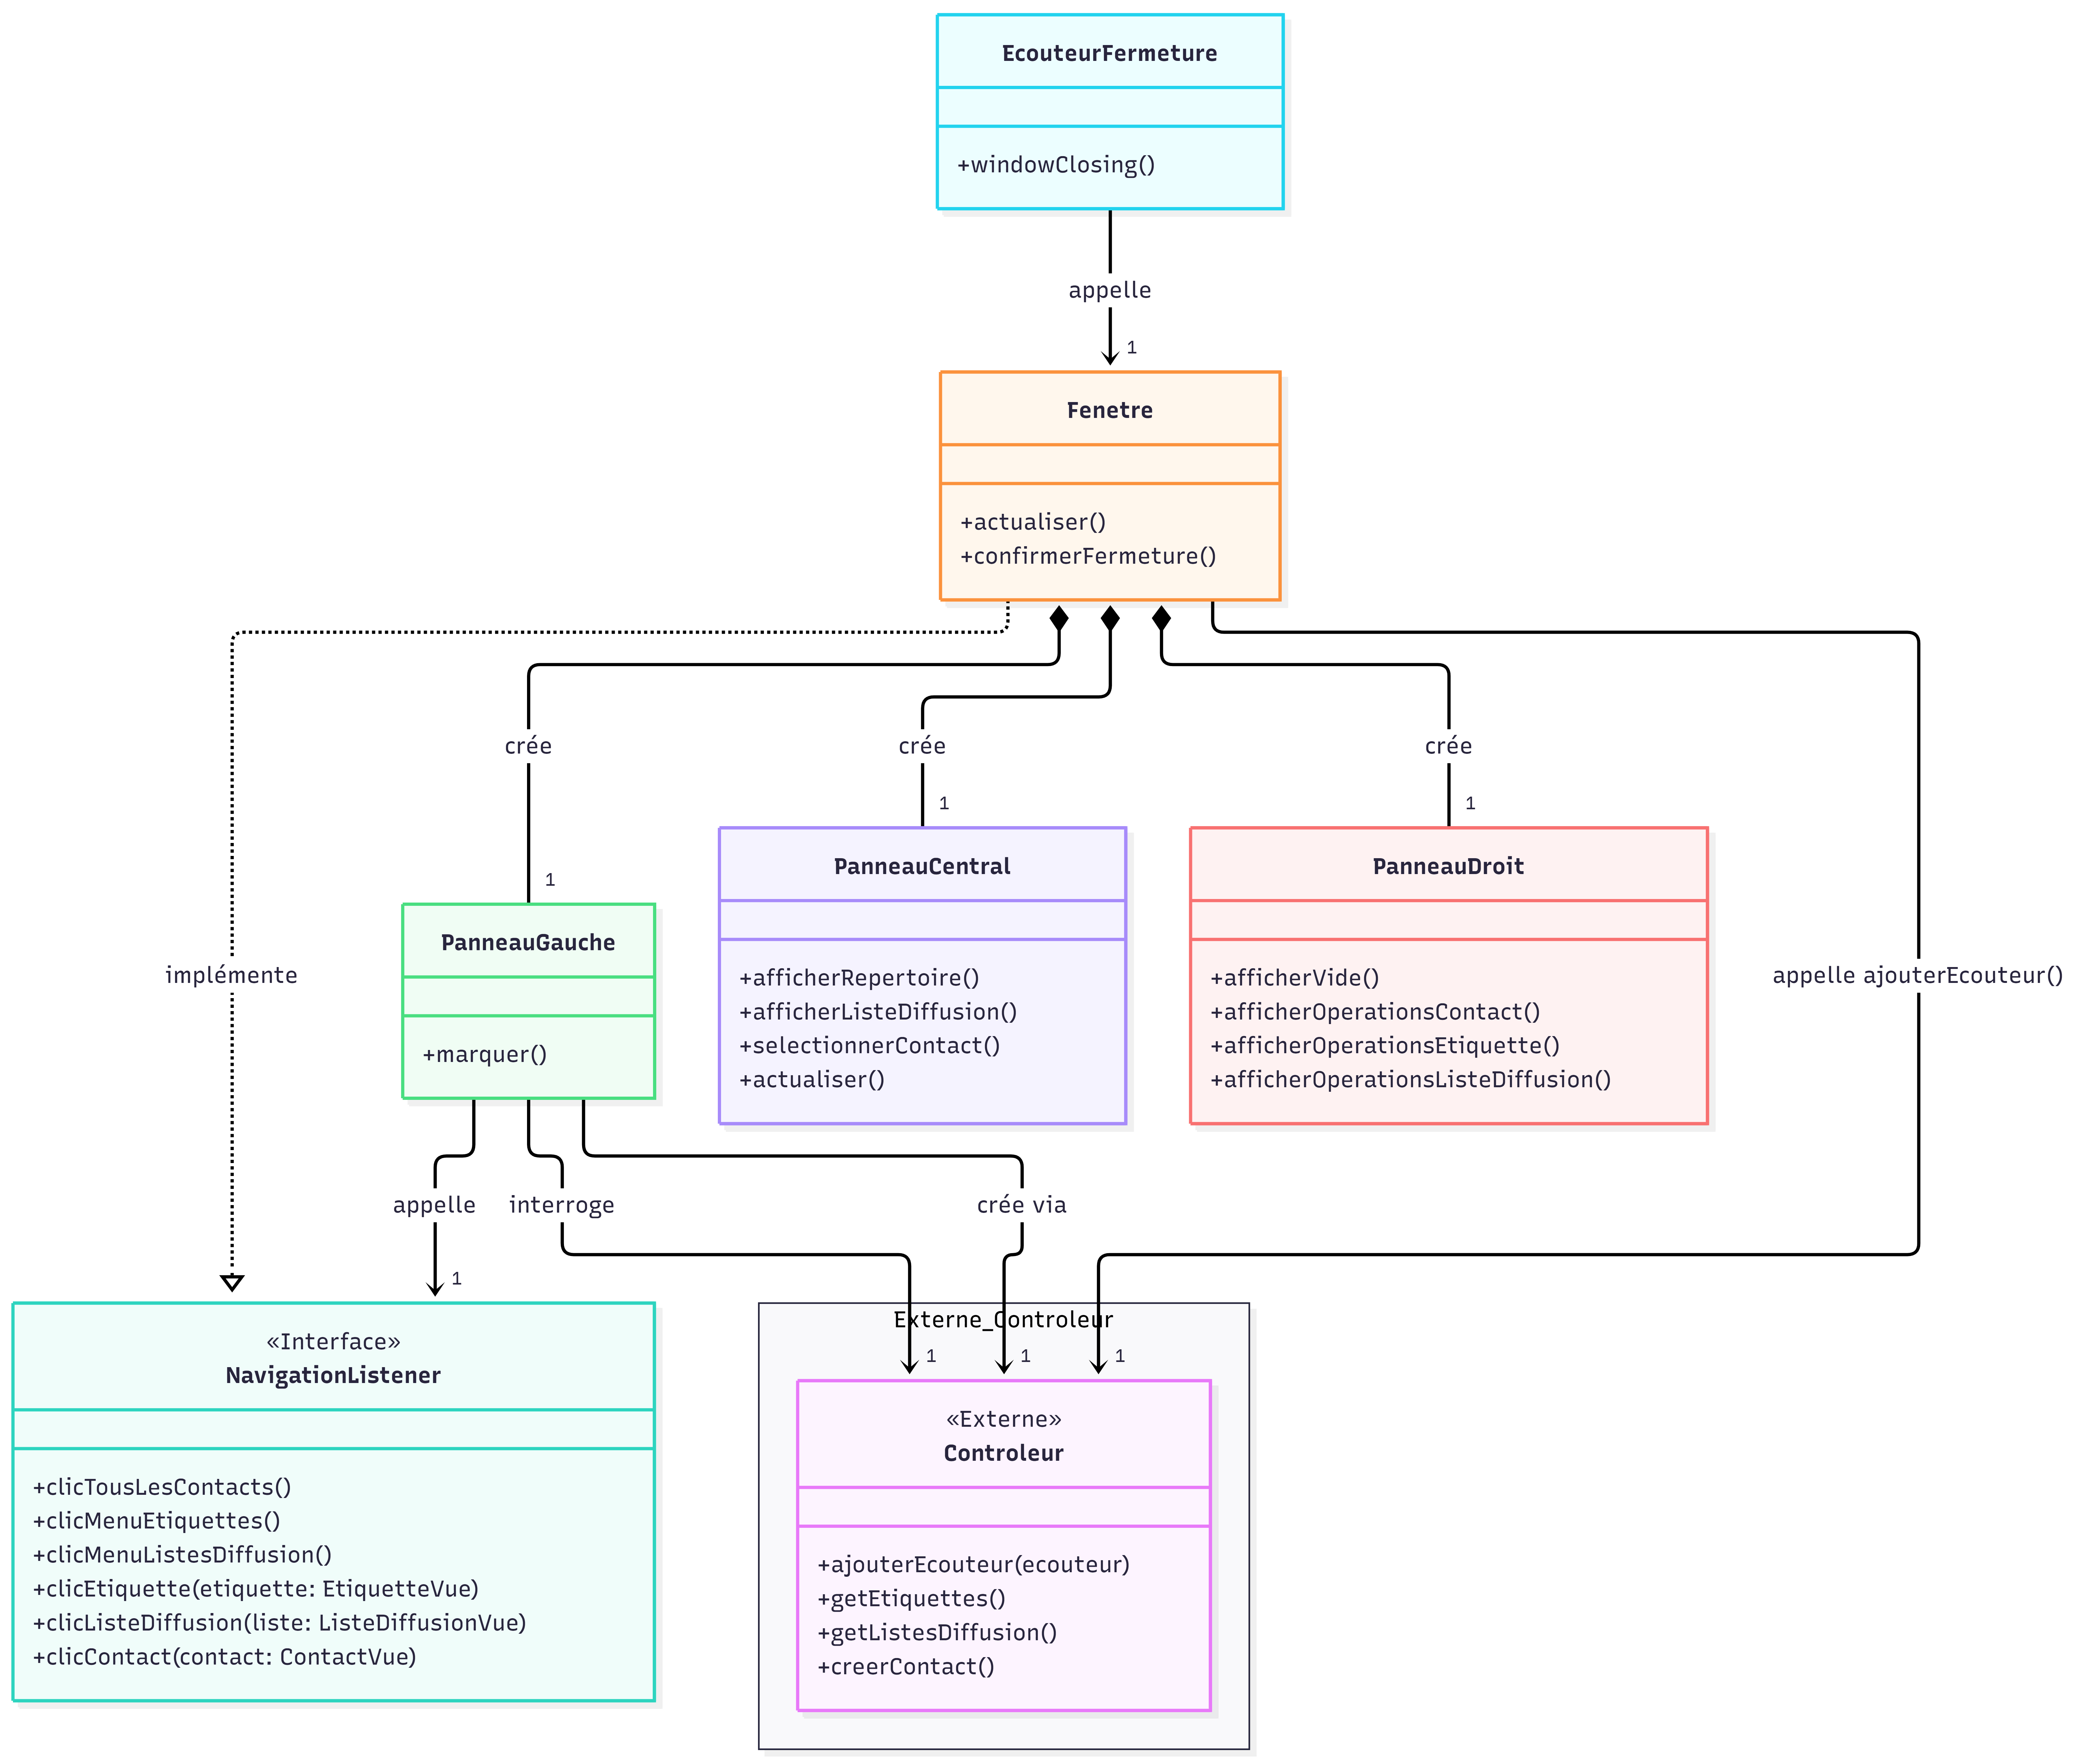 EcouteurFermeture
+windowClosing()
appelle
1
Fenetre
+actualiser()
+confirmerFermeture()
crée
crée
crée
1
1
1
PanneauCentral
+afficherRepertoire()
+afficherListeDiffusion()
+selectionnerContact()
+actualiser()
PanneauDroit
+afficherVide()
+afficherOperationsContact()
+afficherOperationsEtiquette()
+afficherOperationsListeDiffusion()
PanneauGauche
+marquer()
implémente
appelle ajouterEcouteur()
appelle
interroge
crée via
1
«Interface»
NavigationListener
+clicTousLesContacts()
+clicMenuEtiquettes()
+clicMenuListesDiffusion()
+clicEtiquette(etiquette: EtiquetteVue)
+clicListeDiffusion(liste: ListeDiffusionVue)
+clicContact(contact: ContactVue)
Externe_Controleur
1
1
1
«Externe»
Controleur
+ajouterEcouteur(ecouteur)
+getEtiquettes()
+getListesDiffusion()
+creerContact()